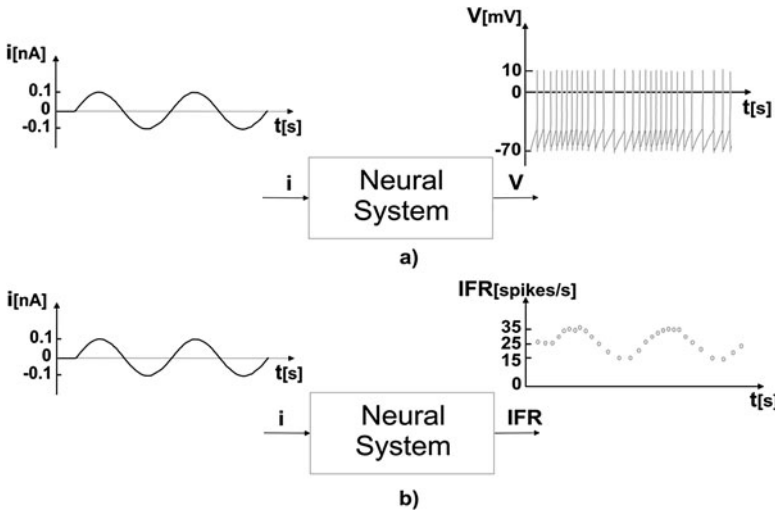 V[mV]
i[nA]
10
0.1
0
0
t[s]
-0.1
t[s]
-70
i
Neural
System
V
a)
IFR[spikes/s]
i[nA]
35
0.1
25
0
15
-0.1
t[s]
0
t[s]
i
Neural
System
IFR
b)